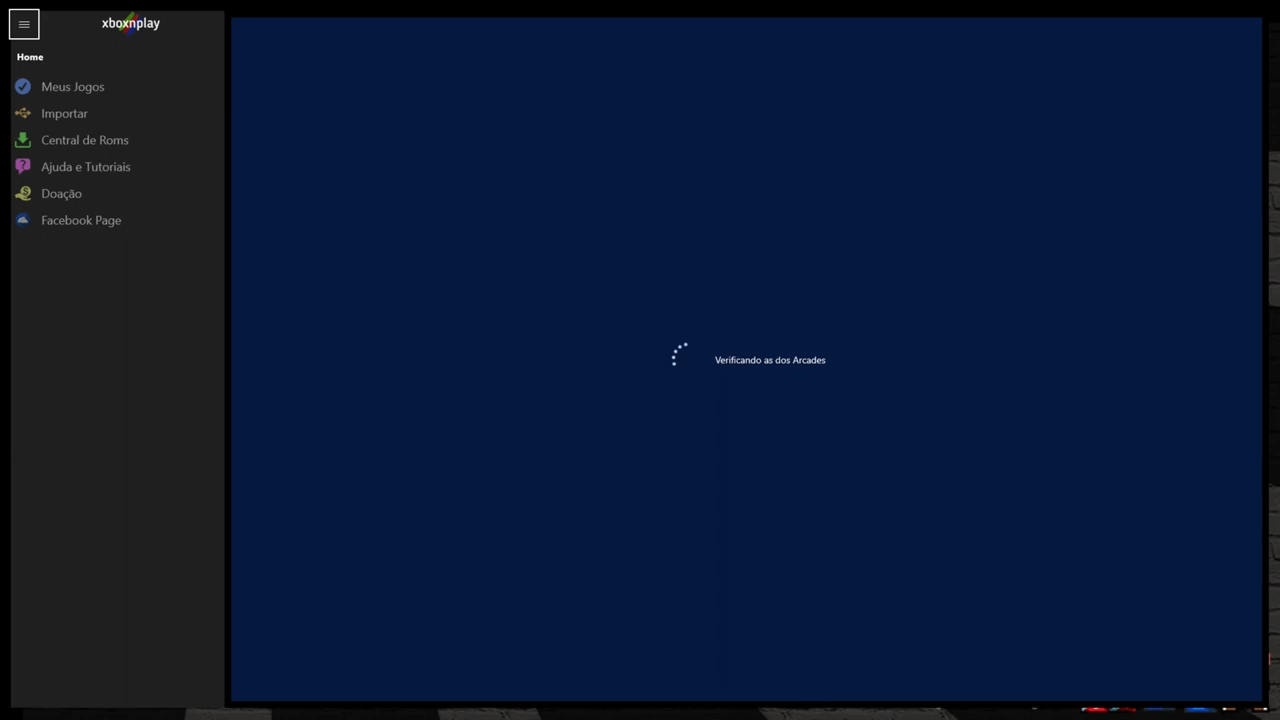 xboxnplay
Home
Meus Jogos
Importar
Central de Roms
Ajuda e Tutoriais
Doação
Facebook Page
Verificando as dos Arcades